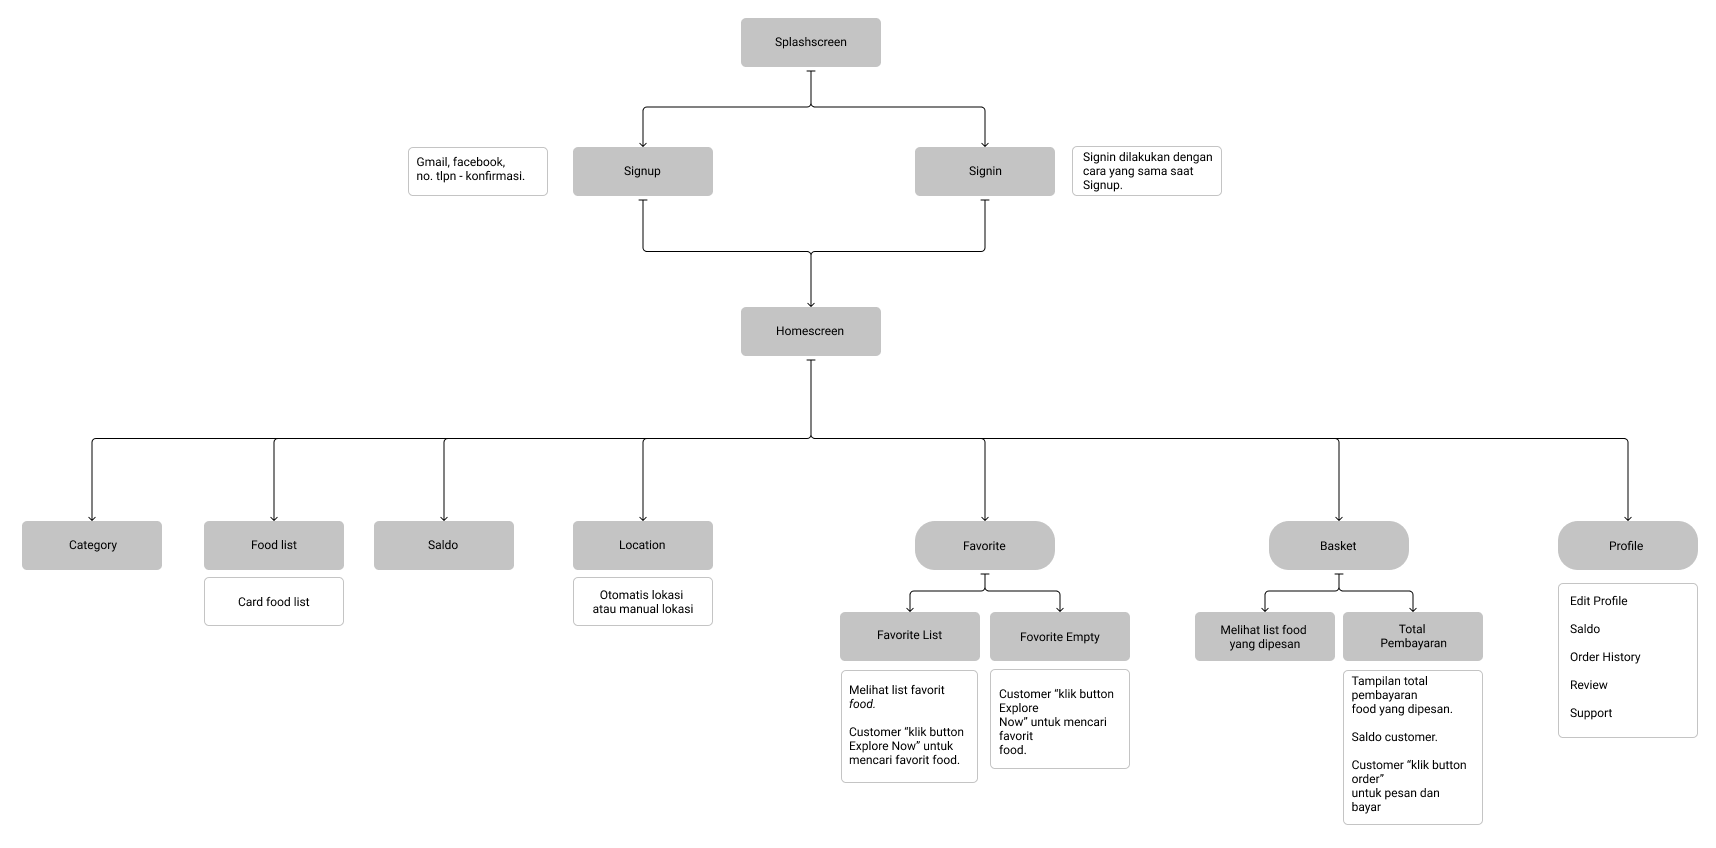 Splashscreen
Gmail, facebook,
no. tlpn - konfirmasi.
Signup
Signin
Signin dilakukan dengan
cara yang sama saat
Signup.
Homescreen
Category
Food list
Card food list
Saldo
Location
Otomatis lokasi
atau manual lokasi
Favorite
Favorite List
Melihat list favorit
food.
Customer “klik button
Explore Now” untuk
mencari favorit food.
Fovorite Empty
Customer “klik button
Explore
Now” untuk mencari
favorit
food.
Basket
Melihat list food
yang dipesan
Total
Pembayaran
Tampilan total
pembayaran
food yang dipesan.
Saldo customer.
Customer “klik button
order”
untuk pesan dan
bayar
Profile
Edit Profile
Saldo
Order History
Review
Support